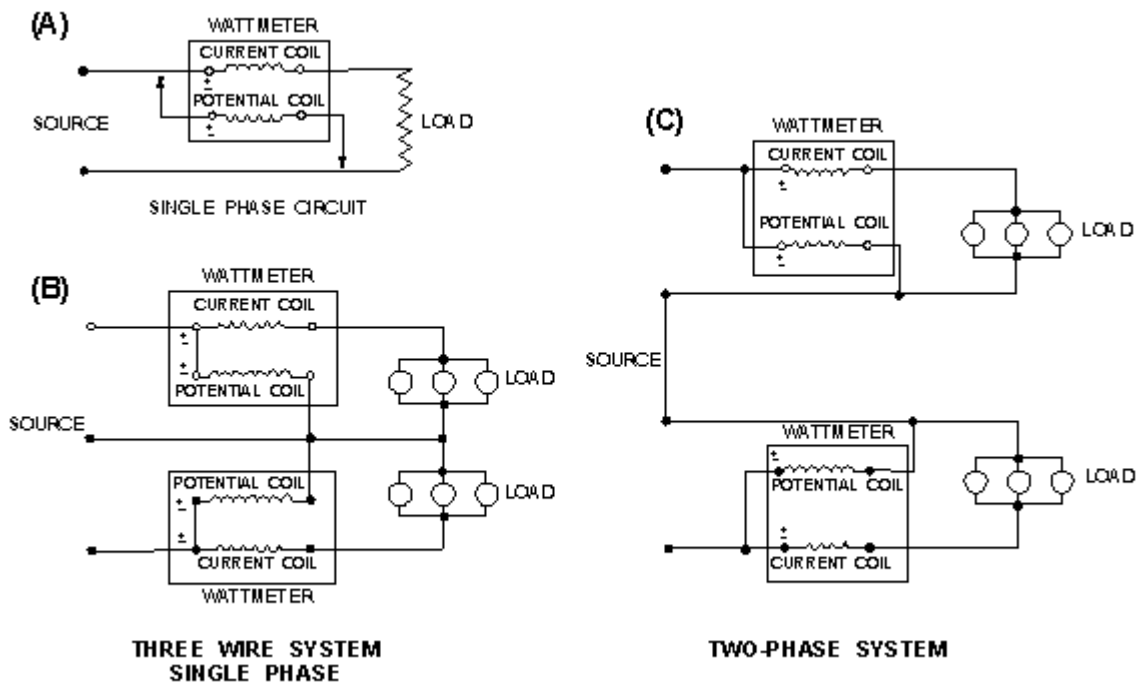 (A)
WATTMETER
CURRENT COIL
±
POTENTIAL COIL
±
SOURCE
LOAD
SINGLE PHASE CIRCUIT
(B)
WATTMETER
CURRENT COIL
±
±
POTENTIAL COIL
LOAD
SOURCE
POTENTIAL COIL
±
±
CURRENT COIL
WATTMETER
LOAD
THREE WIRE SYSTEM
SINGLE PHASE
(C)
WATTMETER
CURRENT COIL
±
POTENTIAL COIL
±
LOAD
SOURCE
WATTMETER
±
POTENTIAL COIL
±
CURRENT COIL
LOAD
TWO-PHASE SYSTEM